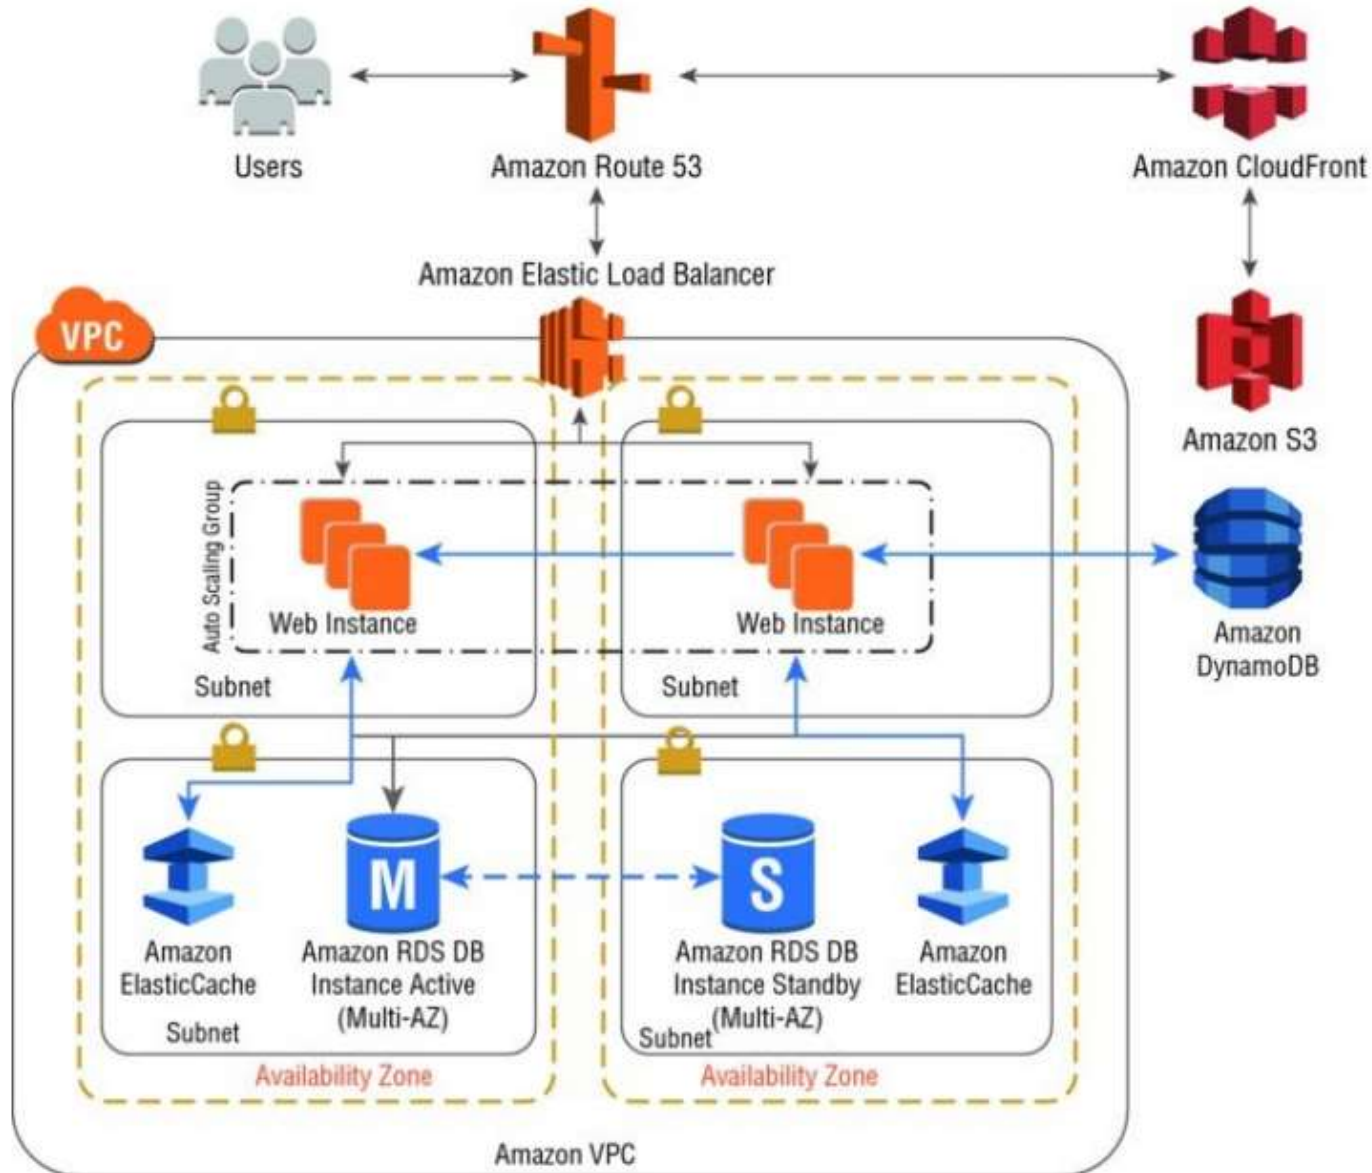 Users
Amazon Route 53
Amazon CloudFront
Amazon Elastic Load Balancer
VPC
Amazon S3
Auto Scaling Group
Web Instance
Web Instance
Amazon
DynamoDB
Subnet
Subnet
M
S
Amazon
ElasticCache
Amazon RDS DB
Instance Active
(Multi-AZ)
Amazon RDS DB
Instance Standby
(Multi-AZ)
Amazon
ElasticCache
Subnet
Subnet
Availability Zone
Availability Zone
Amazon VPC